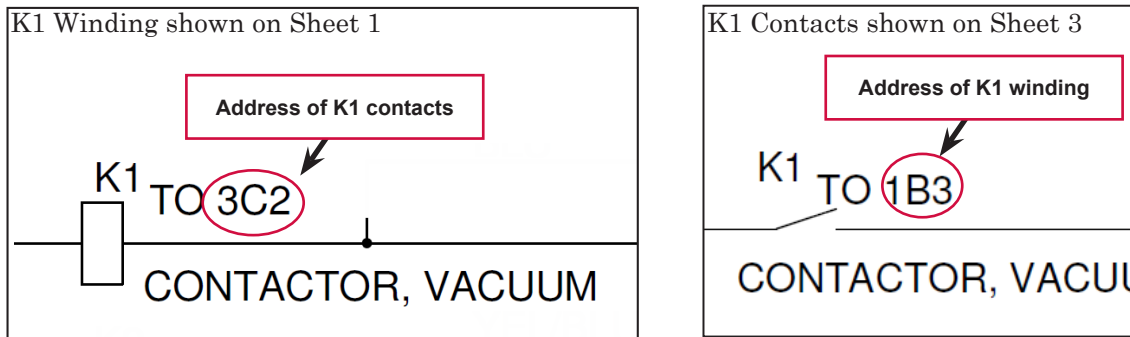 K1 Winding shown on Sheet 1
Address of K1 contacts
K1 TO 3C2
CONTACTOR, VACUUM
K1 Contacts shown on Sheet 3
Address of K1 winding
K1 TO 1B3
CONTACTOR, VACUU